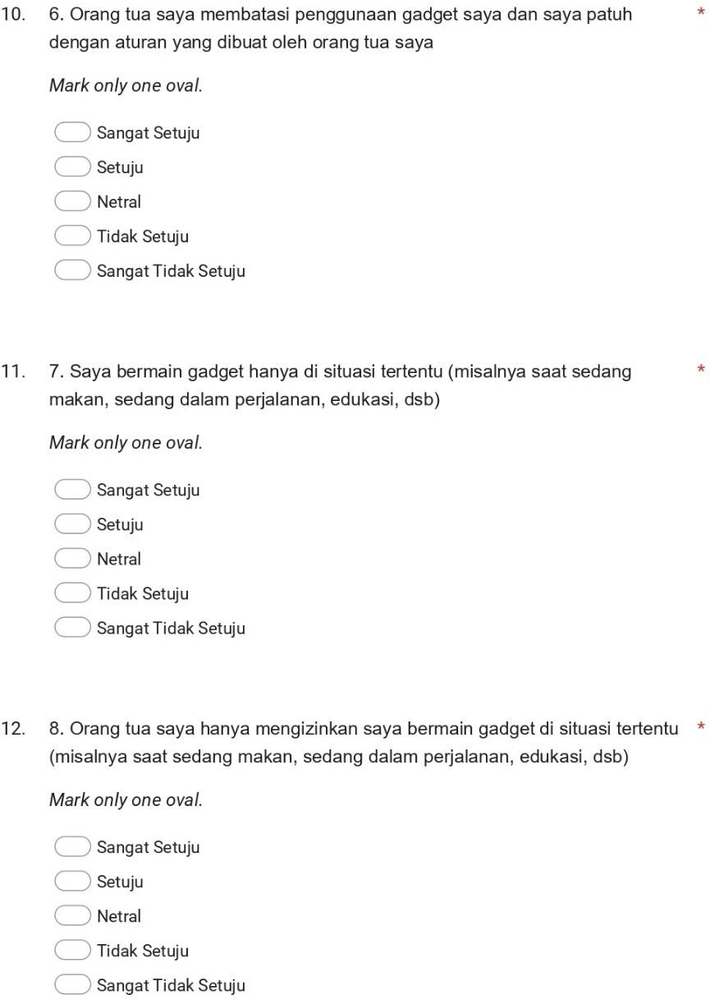 10. 6. Orang tua saya membatasi penggunaan gadget saya dan saya patuh *
dengan aturan yang dibuat oleh orang tua saya
Mark only one oval.
Sangat Setuju
Setuju
Netral
Tidak Setuju
Sangat Tidak Setuju
11. 7. Saya bermain gadget hanya di situasi tertentu (misalnya saat sedang *
makan, sedang dalam perjalanan, edukasi, dsb)
Mark only one oval.
Sangat Setuju
Setuju
Netral
Tidak Setuju
Sangat Tidak Setuju
12. 8. Orang tua saya hanya mengizinkan saya bermain gadget di situasi tertentu *
(misalnya saat sedang makan, sedang dalam perjalanan, edukasi, dsb)
Mark only one oval.
Sangat Setuju
Setuju
Netral
Tidak Setuju
Sangat Tidak Setuju